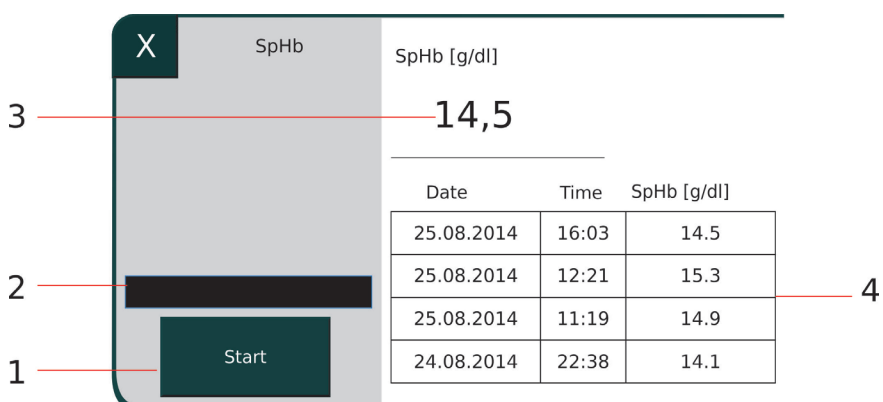 X
SpHb
SpHb [g/dl]
3
14,5
Date Time SpHb [g/dl]
25.08.2014 16:03 14.5
25.08.2014 12:21 15.3
2
4
25.08.2014 11:19 14.9
Start
24.08.2014 22:38 14.1
1